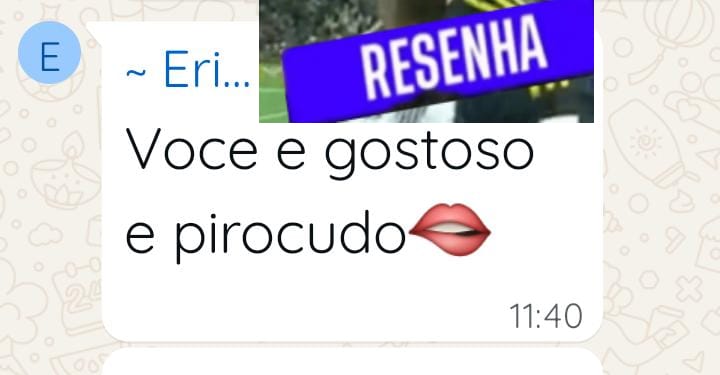 E
~ Eri...
RESENHA
Voce e gostoso
e pirocudo🫦
11:40